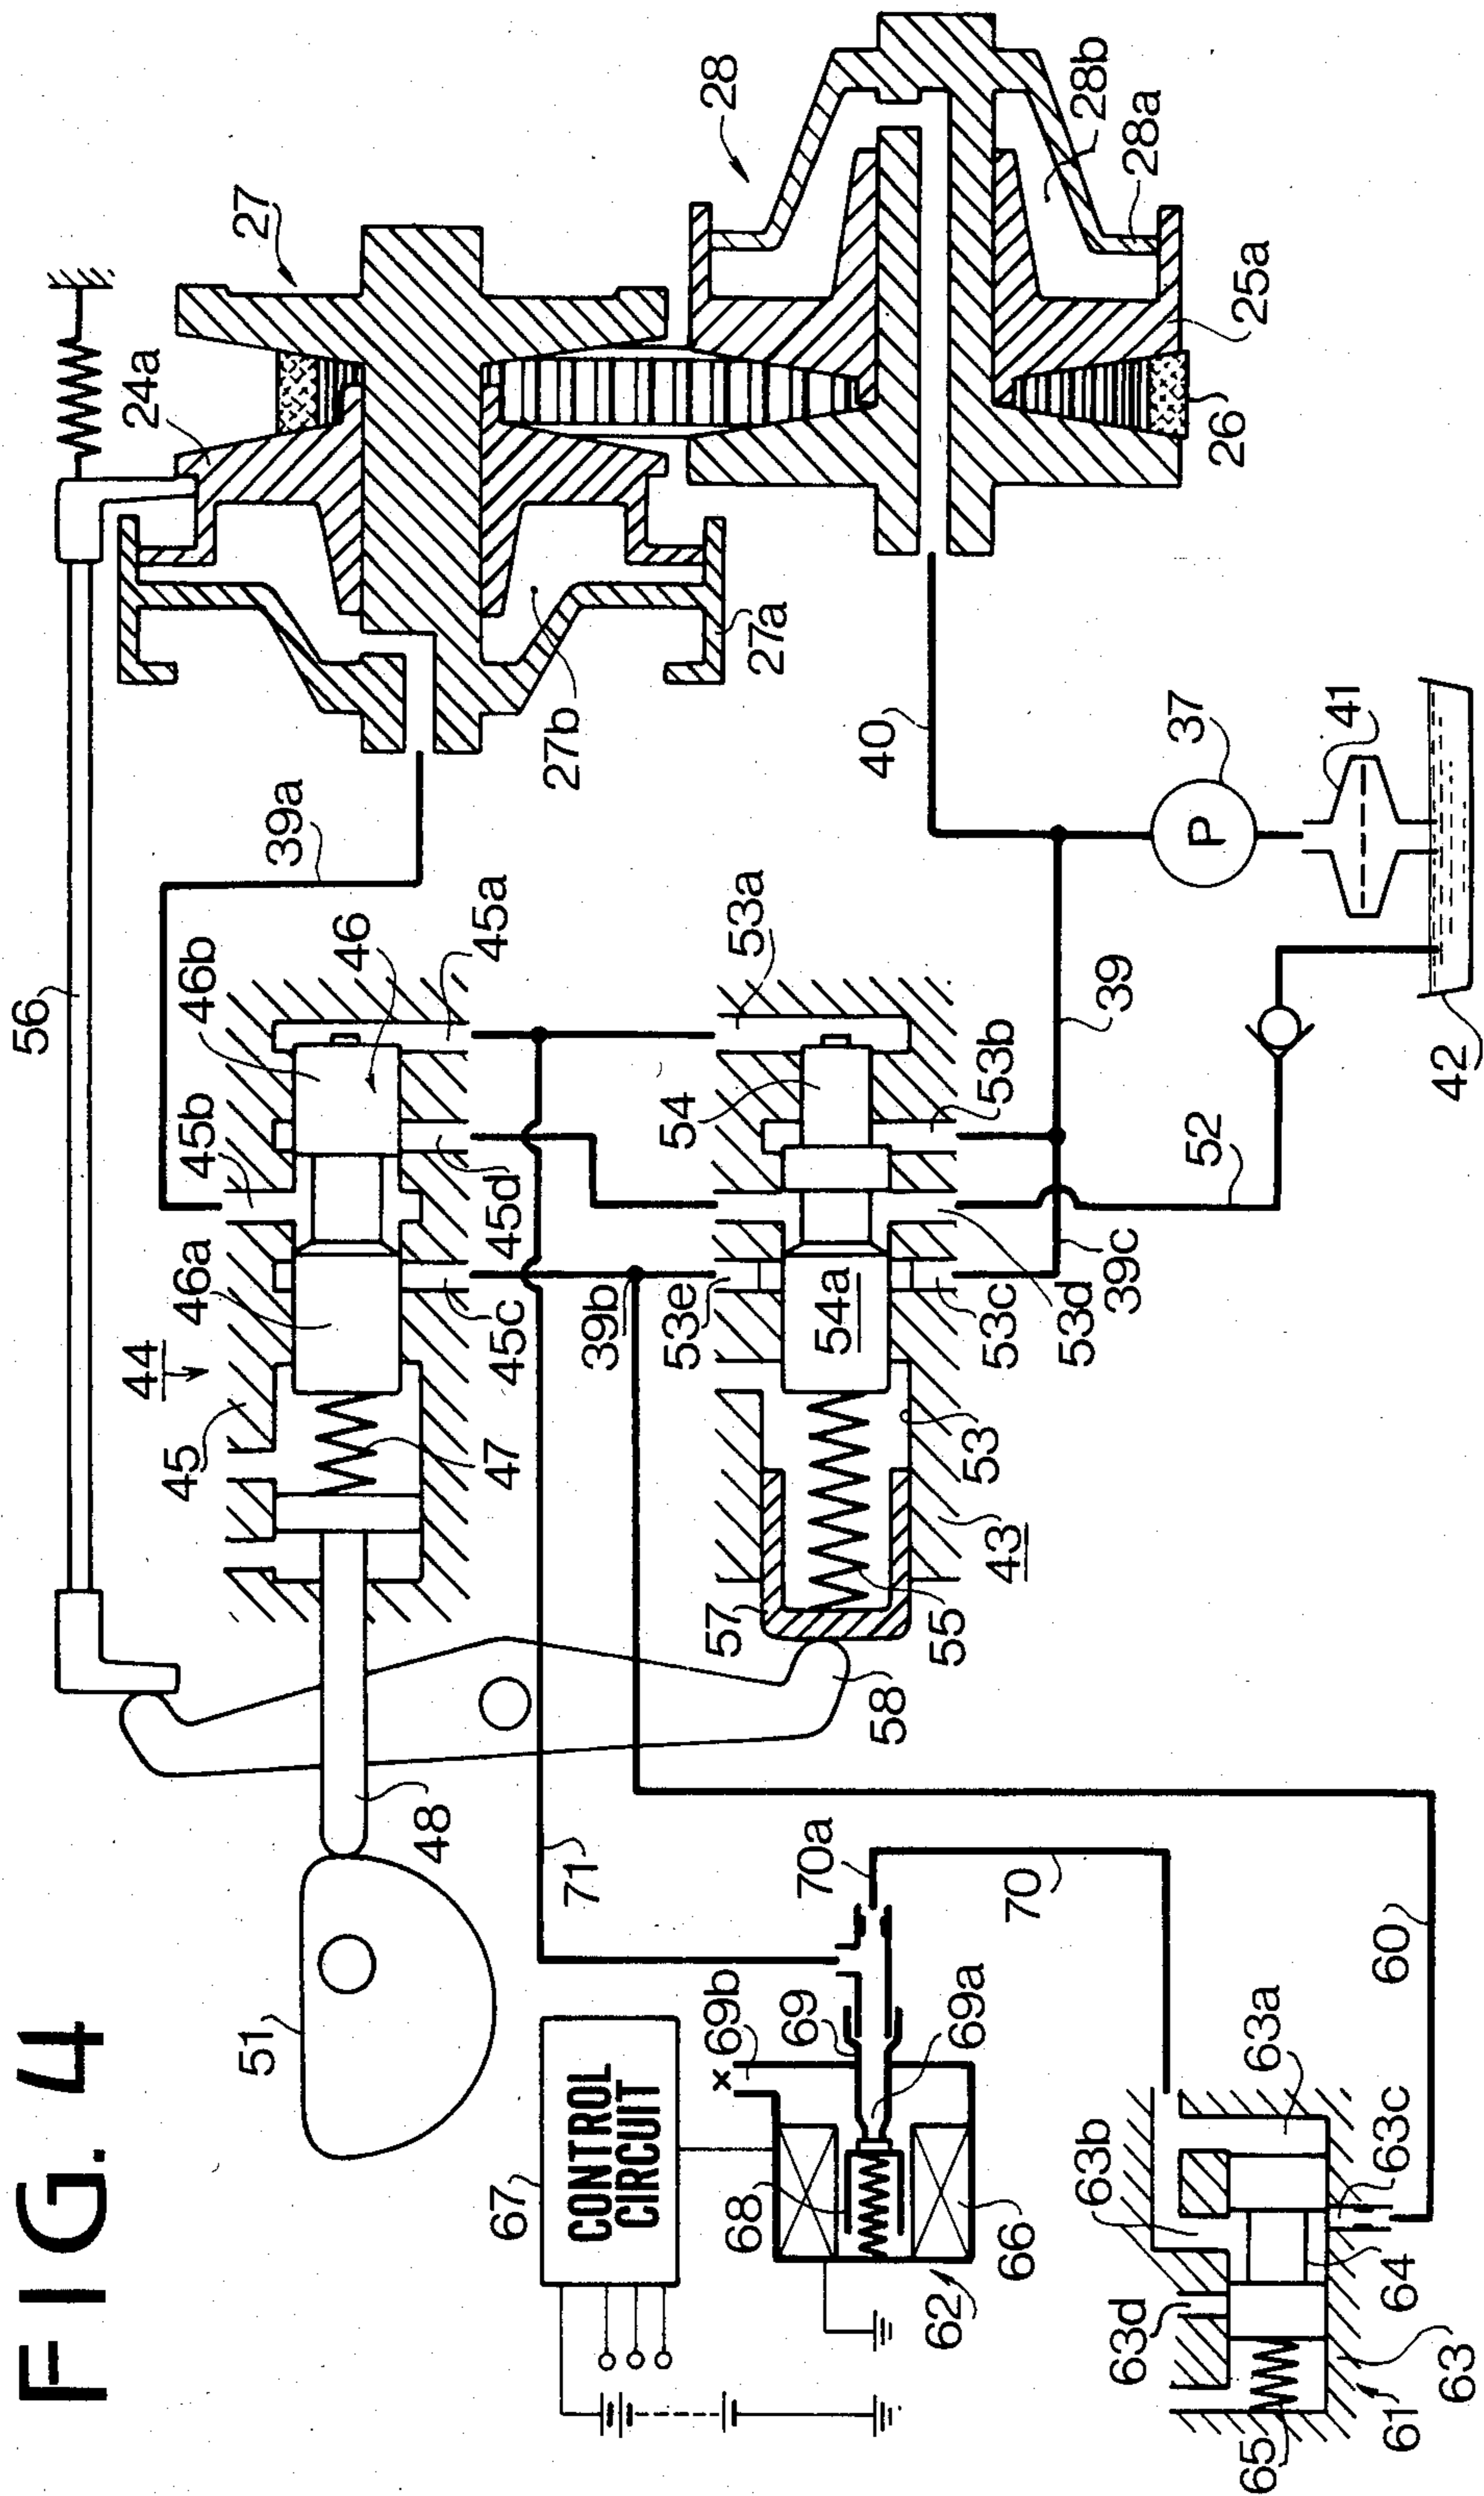 FIG. 4
56
27
24a
28
28b
28a
25a
26
27a
27b
39a
40
37
P
41
42
46b
46
45a
45b
45d
46a
44
45
45c
47
53a
54
53b
39
52
39b
53e
54a
53c
53d
39c
53
43
57
55
58
48
51
71
70a
70
60
67
CONTROL
CIRCUIT
x
69b
69
69a
68
66
62
63a
63b
63c
63d
64
63
61
65